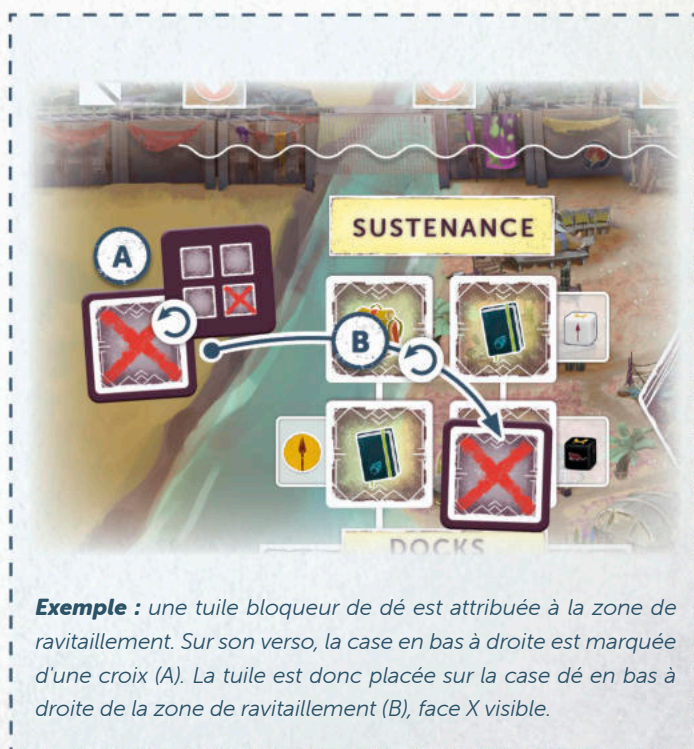 SUSTENANCE
A
B
DOCKS
Exemple : une tuile bloqueur de dé est attribuée à la zone de
ravitaillement. Sur son verso, la case en bas à droite est marquée
d'une croix (A). La tuile est donc placée sur la case dé en bas à
droite de la zone de ravitaillement (B), face X visible.